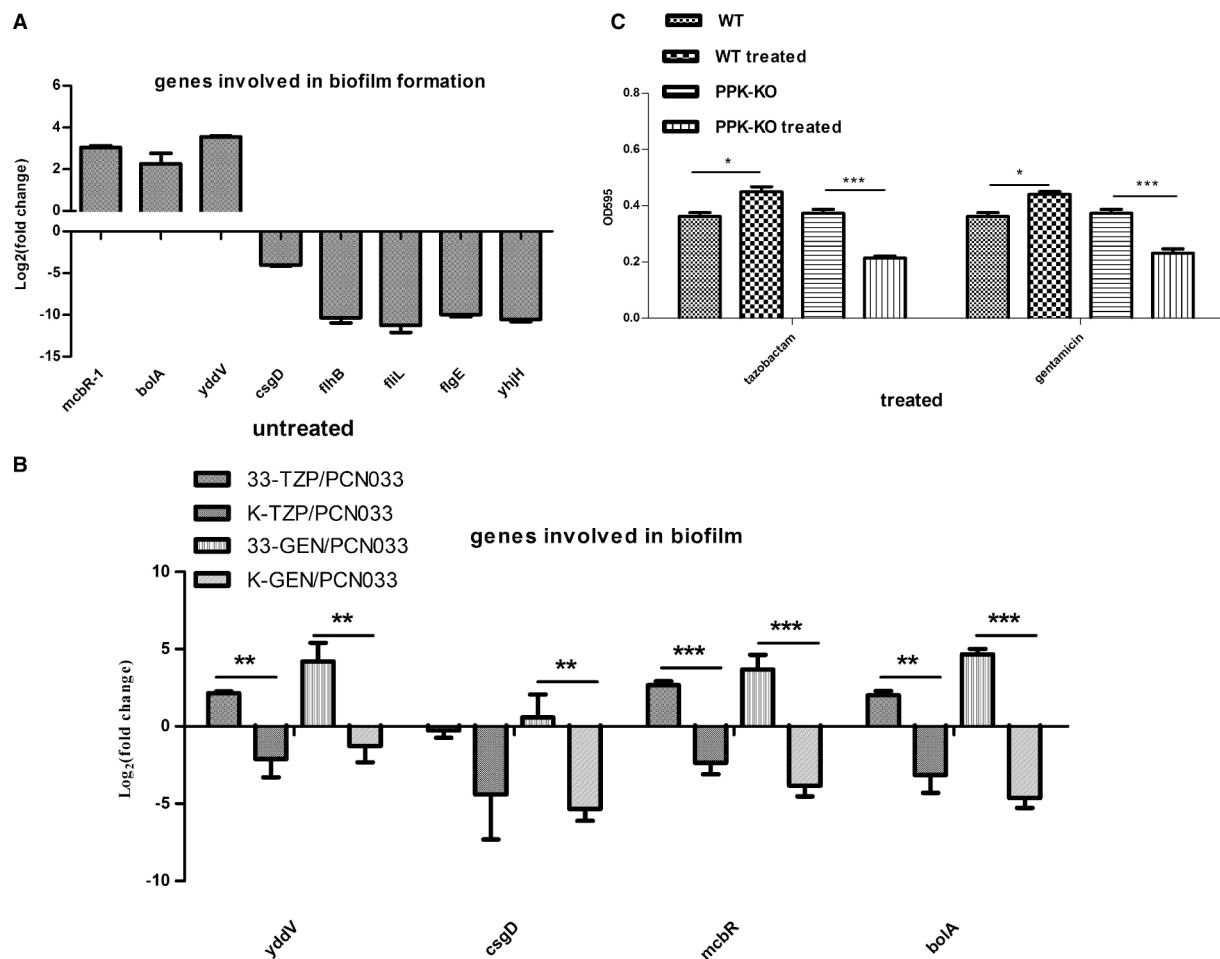 A
genes involved in biofilm formation
Log2(fold change)
6
4
2
0
0
-5
-10
-15
mcbR-1
bolA
yddV
csgD
flhB
fliL
flgE
yhjH
untreated
C
WT
WT treated
PPK-KO
PPK-KO treated
OD595
0.8
0.6
0.4
0.2
0.0
*
***
*
***
tazobactam
gentamicin
treated
B
33-TZP/PCN033
K-TZP/PCN033
33-GEN/PCN033
K-GEN/PCN033
genes involved in biofilm
Log2(fold change)
10
5
0
-5
-10
**
**
**
***
***
**
***
yddV
csgD
mcbR
bolA